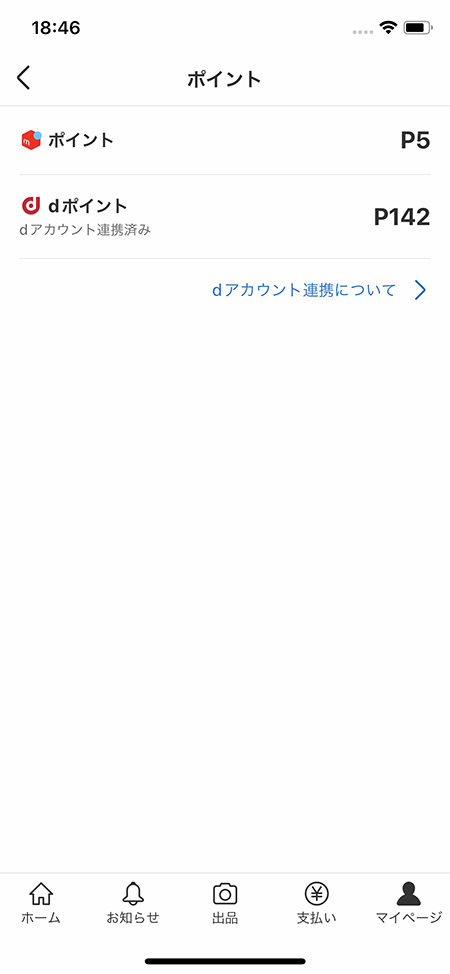 18:46
ポイント
ポイント
P5
dポイント
dアカウント連携済み
P142
dアカウント連携について
ホーム
お知らせ
出品
支払い
マイページ